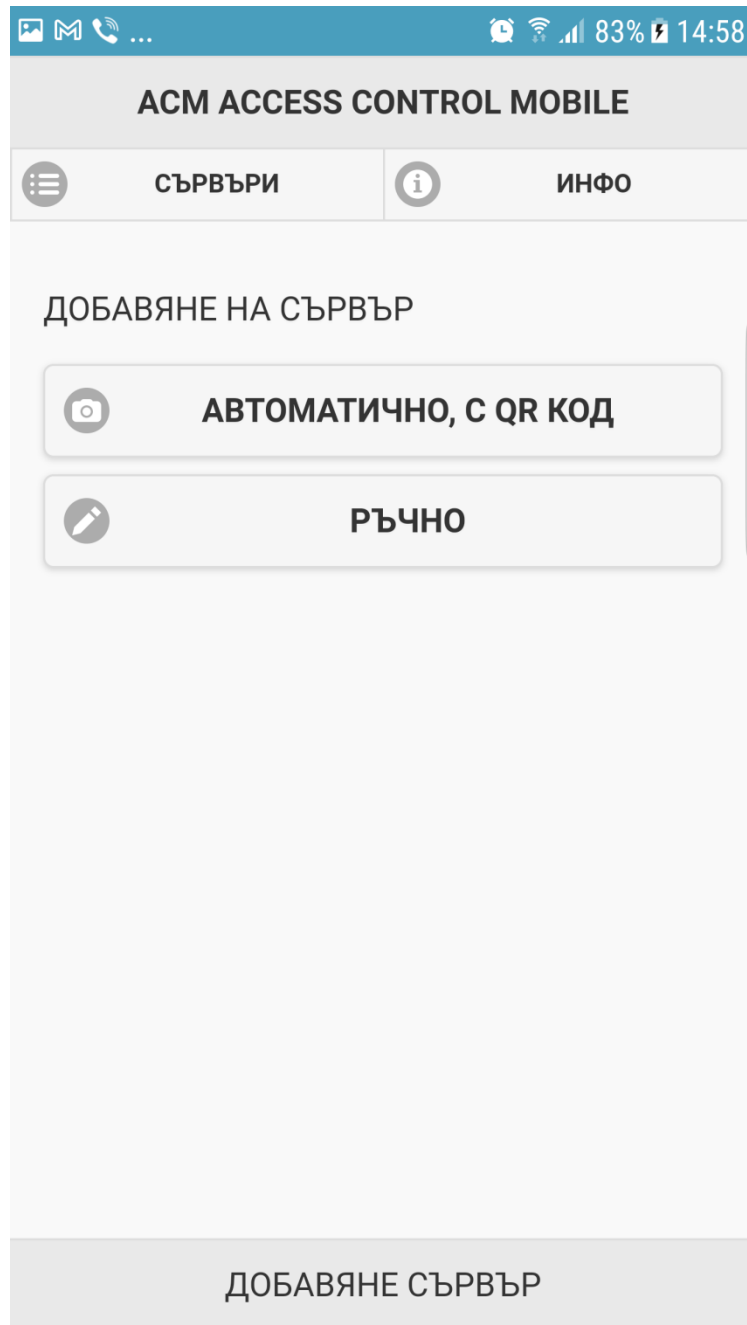 ... 83% 14:58
ACM ACCESS CONTROL MOBILE
СЪРВЪРИ ИНФО
ДОБАВЯНЕ НА СЪРВЪР
АВТОМАТИЧНО, С QR КОД
РЪЧНО
ДОБАВЯНЕ СЪРВЪР